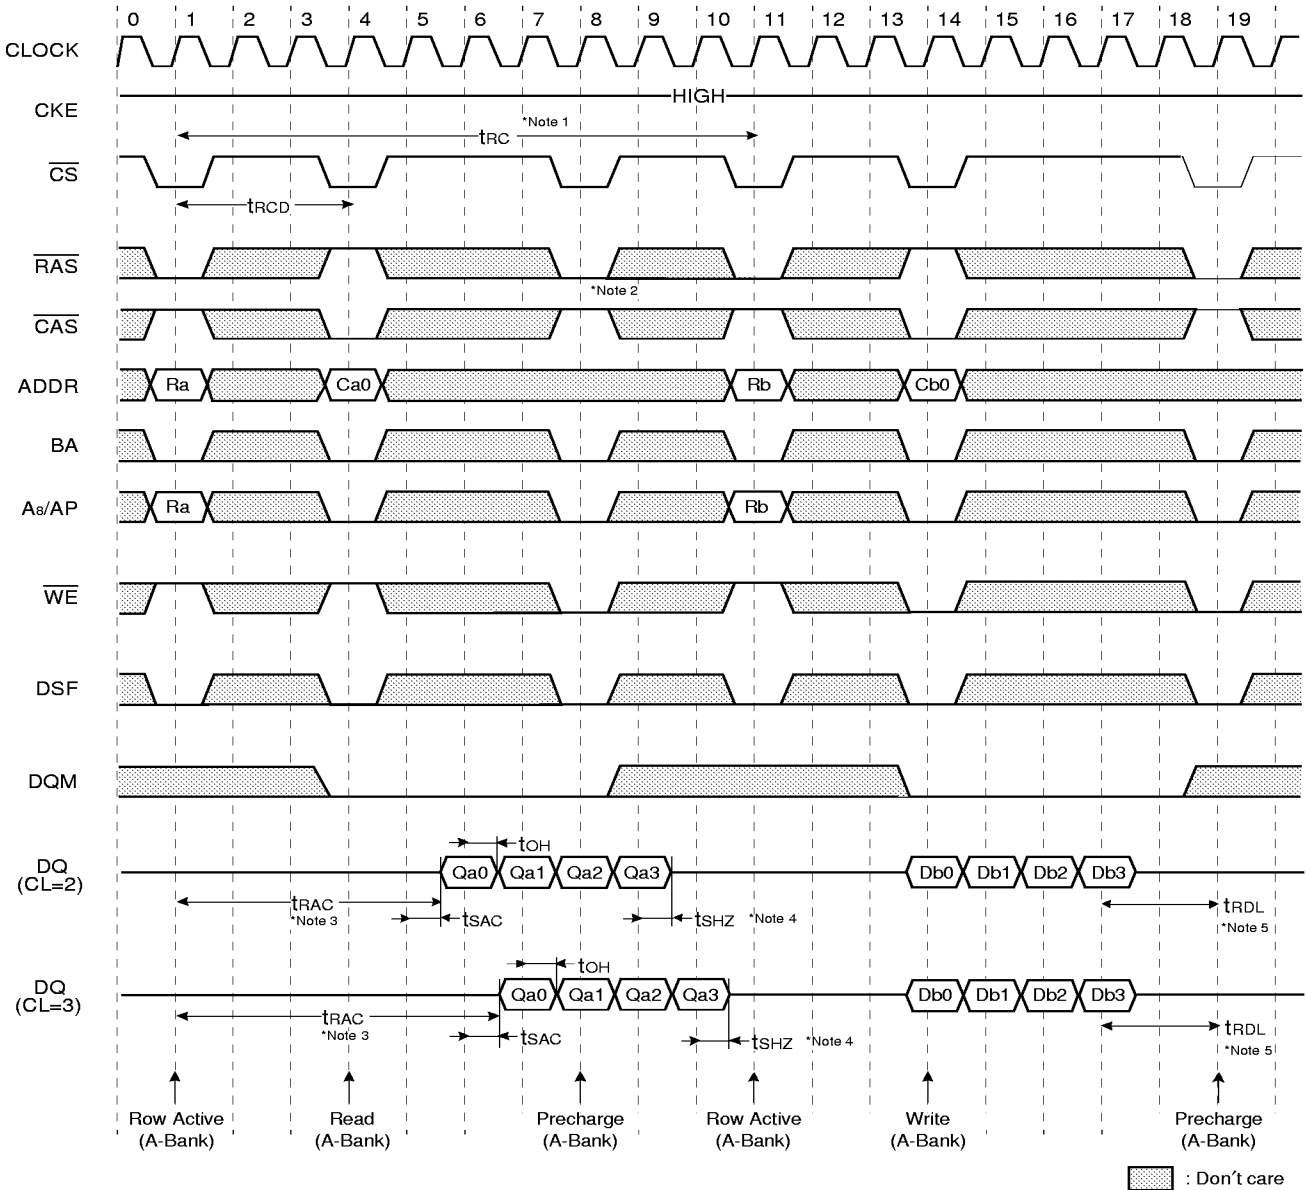 0 1 2 3 4 5 6 7 8 9 10 11 12 13 14 15 16 17 18 19
CLOCK
CKE
HIGH
*Note 1
tRC
CS
tRCD
RAS
*Note 2
CAS
ADDR Ra Ca0 Rb Cb0
BA
A8/AP Ra Rb
WE
DSF
DQM
tOH
DQ
(CL=2)
Qa0 Qa1 Qa2 Qa3 Db0 Db1 Db2 Db3
tRAC
*Note 3
tSAC
tSHZ *Note 4
tRDL
*Note 5
tOH
DQ
(CL=3)
Qa0 Qa1 Qa2 Qa3 Db0 Db1 Db2 Db3
tRAC
*Note 3
tSAC
tSHZ *Note 4
tRDL
*Note 5
Row Active
(A-Bank)
Read
(A-Bank)
Precharge
(A-Bank)
Row Active
(A-Bank)
Write
(A-Bank)
Precharge
(A-Bank)
: Don't care